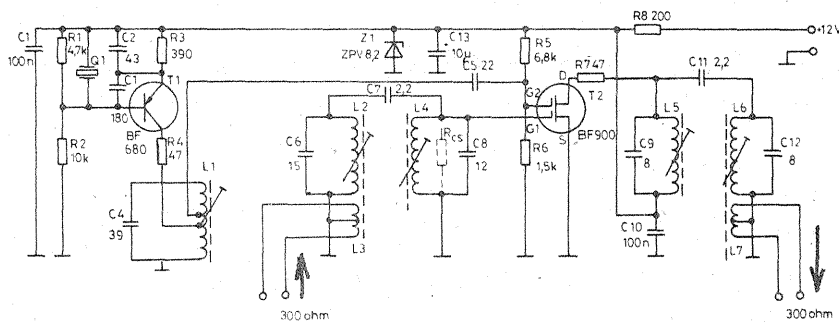 C1
100n
R1
4,7k
Q1
C2
43
R3
390
C1
180
T1
BF
680
R4
47
R2
10k
L1
C4
39
Z1
ZPV 8,2
C13
10µ
C5 22
C7 2,2
L2
L4
C6
15
Rcs
C8
12
L3
300 ohm
R5
6,8k
G2
G1
D
S
T2
BF900
R6
1,5k
R7 47
R8 200
+12V
C11 2,2
L5
L6
C9
8
C12
8
C10
100n
L7
300 ohm